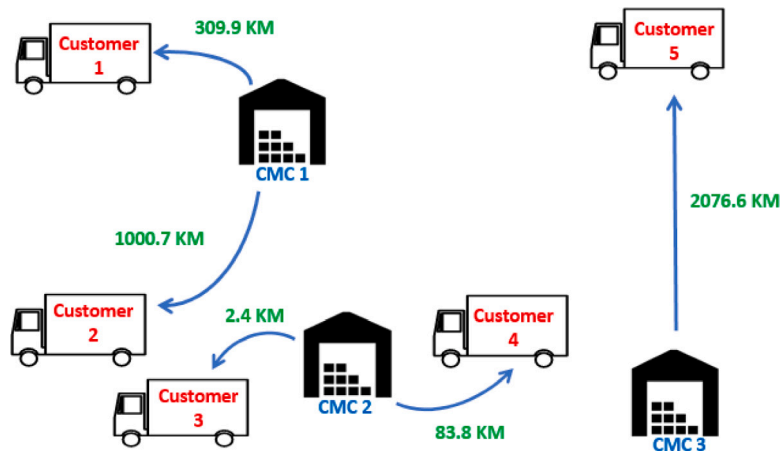 309.9 KM
Customer
1
Customer
5
CMC 1
2076.6 KM
1000.7 KM
Customer
2
2.4 KM
Customer
4
Customer
3
CMC 2
83.8 KM
CMC 3